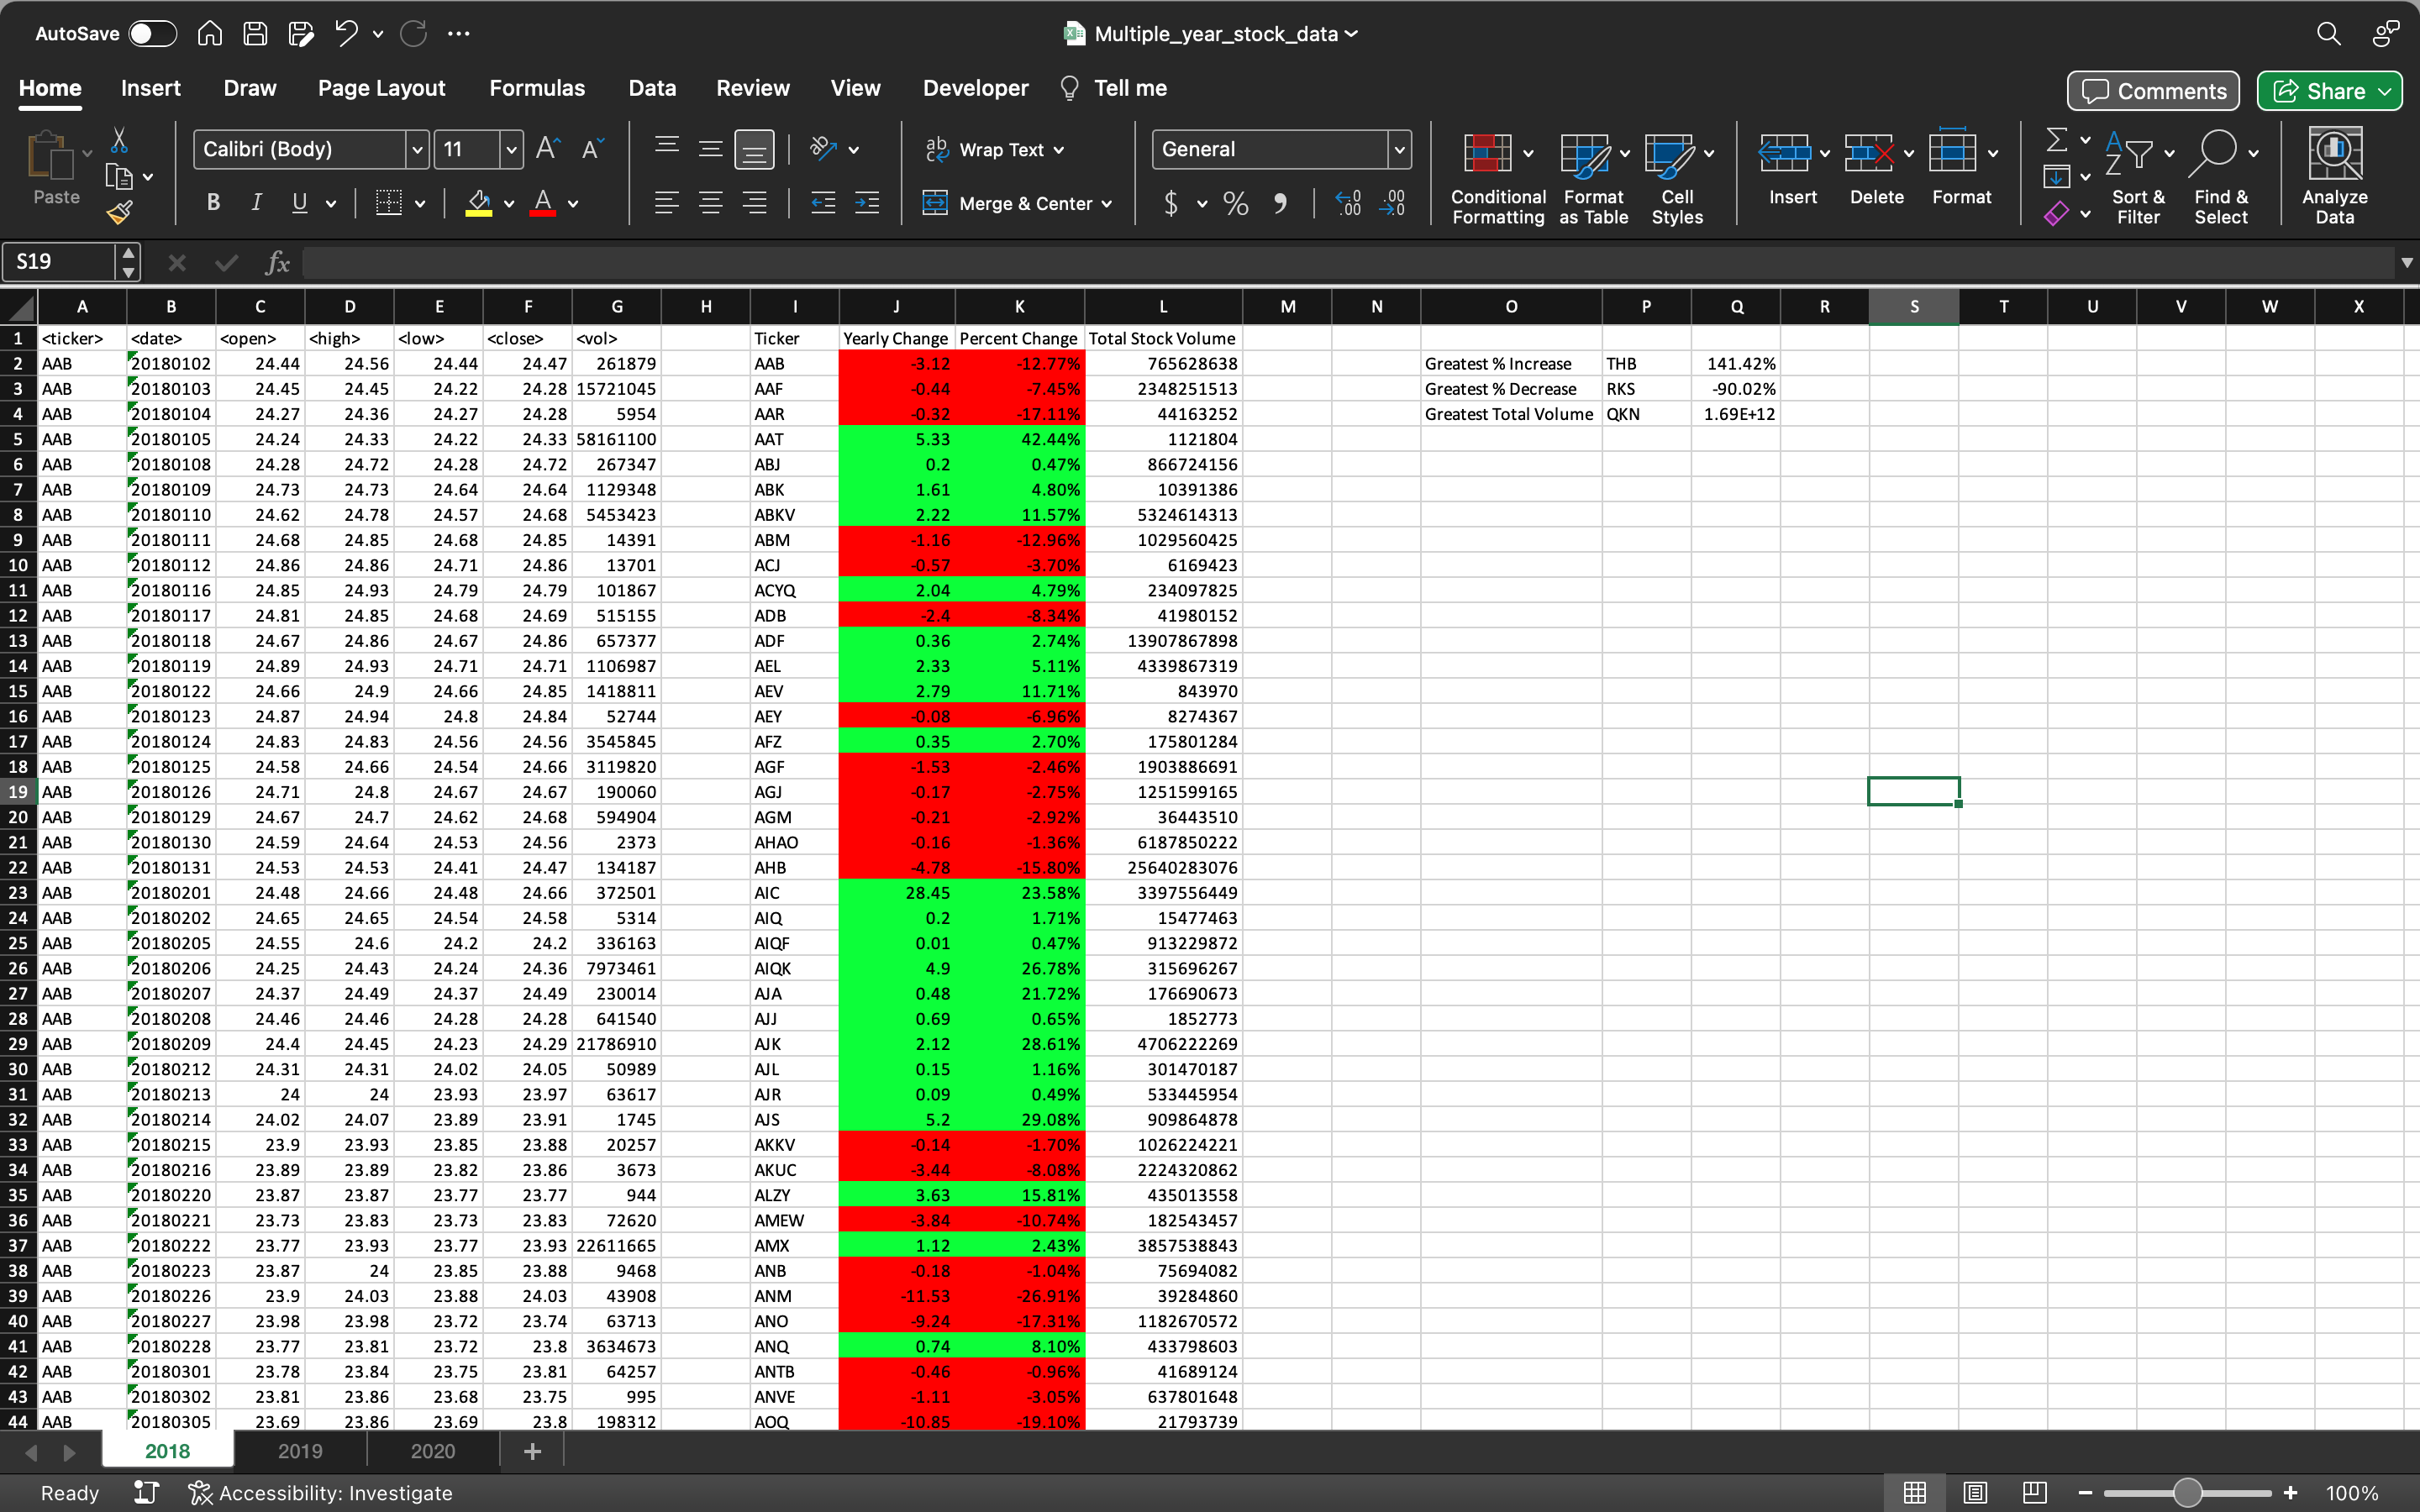 AutoSave Multiple_year_stock_data
Home Insert Draw Page Layout Formulas Data Review View Developer Tell me Comments Share
Paste Calibri (Body) 11 Wrap Text General Conditional Formatting Format as Table Cell Styles Insert Delete Format Sort & Filter Find & Select Analyze Data
B I U Merge & Center $ %
S19 fx
A B C D E F G H I J K L M N O P Q R S T U V W X
1 <ticker> <date> <open> <high> <low> <close> <vol> Ticker Yearly Change Percent Change Total Stock Volume
2 AAB 20180102 24.44 24.56 24.44 24.47 261879 AAB -3.12 -12.77% 765628638 Greatest % Increase THB 141.42%
3 AAB 20180103 24.45 24.45 24.22 24.28 15721045 AAF -0.44 -7.45% 2348251513 Greatest % Decrease RKS -90.02%
4 AAB 20180104 24.27 24.36 24.27 24.28 5954 AAR -0.32 -17.11% 44163252 Greatest Total Volume QKN 1.69E+12
5 AAB 20180105 24.24 24.33 24.22 24.33 58161100 AAT 5.33 42.44% 1121804
6 AAB 20180108 24.28 24.72 24.28 24.72 267347 ABJ 0.2 0.47% 866724156
7 AAB 20180109 24.73 24.73 24.64 24.64 1129348 ABK 1.61 4.80% 10391386
8 AAB 20180110 24.62 24.78 24.57 24.68 5453423 ABKV 2.22 11.57% 5324614313
9 AAB 20180111 24.68 24.85 24.68 24.85 14391 ABM -1.16 -12.96% 1029560425
10 AAB 20180112 24.86 24.86 24.71 24.86 13701 ACJ -0.57 -3.70% 6169423
11 AAB 20180116 24.85 24.93 24.79 24.79 101867 ACYQ 2.04 4.79% 234097825
12 AAB 20180117 24.81 24.85 24.68 24.69 515155 ADB -2.4 -8.34% 41980152
13 AAB 20180118 24.67 24.86 24.67 24.86 657377 ADF 0.36 2.74% 13907867898
14 AAB 20180119 24.89 24.93 24.71 24.71 1106987 AEL 2.33 5.11% 4339867319
15 AAB 20180122 24.66 24.9 24.66 24.85 1418811 AEV 2.79 11.71% 843970
16 AAB 20180123 24.87 24.94 24.8 24.84 52744 AEY -0.08 -6.96% 8274367
17 AAB 20180124 24.83 24.83 24.56 24.56 3545845 AFZ 0.35 2.70% 175801284
18 AAB 20180125 24.58 24.66 24.54 24.66 3119820 AGF -1.53 -2.46% 1903886691
19 AAB 20180126 24.71 24.8 24.67 24.67 190060 AGJ -0.17 -2.75% 1251599165
20 AAB 20180129 24.67 24.7 24.62 24.68 594904 AGM -0.21 -2.92% 36443510
21 AAB 20180130 24.59 24.64 24.53 24.56 2373 AHAO -0.16 -1.36% 6187850222
22 AAB 20180131 24.53 24.53 24.41 24.47 134187 AHB -4.78 -15.80% 25640283076
23 AAB 20180201 24.48 24.66 24.48 24.66 372501 AIC 28.45 23.58% 3397556449
24 AAB 20180202 24.65 24.65 24.54 24.58 5314 AIQ 0.2 1.71% 15477463
25 AAB 20180205 24.55 24.6 24.2 24.2 336163 AIQF 0.01 0.47% 913229872
26 AAB 20180206 24.25 24.43 24.24 24.36 7973461 AIQK 4.9 26.78% 315696267
27 AAB 20180207 24.37 24.49 24.37 24.49 230014 AJA 0.48 21.72% 176690673
28 AAB 20180208 24.46 24.46 24.28 24.28 641540 AJJ 0.69 0.65% 1852773
29 AAB 20180209 24.4 24.45 24.23 24.29 21786910 AJK 2.12 28.61% 4706222269
30 AAB 20180212 24.31 24.31 24.02 24.05 50989 AJL 0.15 1.16% 301470187
31 AAB 20180213 24 24 23.93 23.97 63617 AJR 0.09 0.49% 533445954
32 AAB 20180214 24.02 24.07 23.89 23.91 1745 AJS 5.2 29.08% 909864878
33 AAB 20180215 23.9 23.93 23.85 23.88 20257 AKKV -0.14 -1.70% 1026224221
34 AAB 20180216 23.89 23.89 23.82 23.86 3673 AKUC -3.44 -8.08% 2224320862
35 AAB 20180220 23.87 23.87 23.77 23.77 944 ALZY 3.63 15.81% 435013558
36 AAB 20180221 23.73 23.83 23.73 23.83 72620 AMEW -3.84 -10.74% 182543457
37 AAB 20180222 23.77 23.93 23.77 23.93 22611665 AMX 1.12 2.43% 3857538843
38 AAB 20180223 23.87 24 23.85 23.88 9468 ANB -0.18 -1.04% 75694082
39 AAB 20180226 23.9 24.03 23.88 24.03 43908 ANM -11.53 -26.91% 39284860
40 AAB 20180227 23.98 23.98 23.72 23.74 63713 ANO -9.24 -17.31% 1182670572
41 AAB 20180228 23.77 23.81 23.72 23.8 3634673 ANQ 0.74 8.10% 433798603
42 AAB 20180301 23.78 23.84 23.75 23.81 64257 ANTB -0.46 -0.96% 41689124
43 AAB 20180302 23.81 23.86 23.68 23.75 995 ANVE -1.11 -3.05% 637801648
44 AAB 20180305 23.69 23.86 23.69 23.8 198312 AOQ -10.85 -19.10% 21793739
2018 2019 2020 +
Ready Accessibility: Investigate 100%